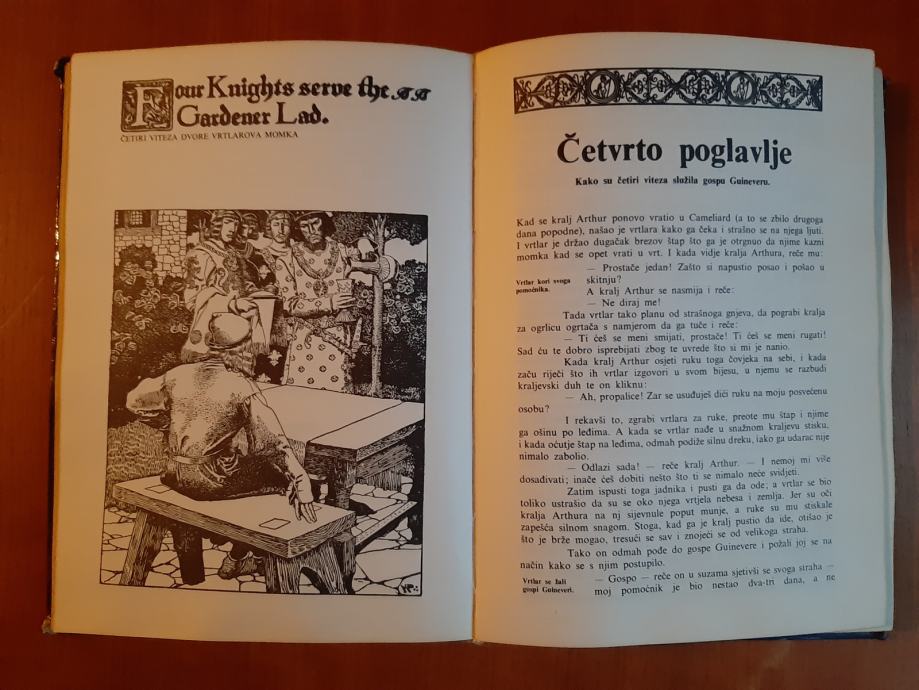 Four Knights serve the
Gardener Lad.
ČETIRI VITEZA DVORE VRTLAROVA MOMKA
Četvrto poglavlje
Kako su četiri viteza služila gospu Guineveru.
Kad se kralj Arthur ponovo vratio u Cameliard (a to se zbilo drugoga
dana popodne), našao je vrtlara kako ga čeka i strašno se na njega ljuti.
I vrtlar je držao dugačak brezov štap što ga je otrgnuo da njime kazni
momka kad se opet vrati u vrt. I kada vidje kralja Arthura, reče mu:
— Prostače jedan! Zašto si napustio posao i pošao u
skitnju?
Vrtlar kori svoga
pomoćnika.
A kralj Arthur se nasmija i reče:
— Ne diraj me!
Tada vrtlar tako planu od strašnoga gnjeva, da pograbi kralja
za ogrlicu ogrtača s namjerom da ga tuče i reče:
— Ti ćeš se meni smijati, prostače! Ti ćeš se meni rugati!
Sad ću te dobro isprebijati zbog te uvrede što si mi je nanio.
Kada kralj Arthur osjeti ruku toga čovjeka na sebi, i kada
začu riječi što ih vrtlar izgovori u svom bijesu, u njemu se razbudi
kraljevski duh te on kliknu:
— Ah, propalice! Zar se usuđuješ dići ruku na moju posvećenu
osobu?
I rekavši to, zgrabi vrtlara za ruke, preote mu štap i njime
ga ošinu po leđima. A kada se vrtlar nađe u snažnom kraljevu stisku,
i kada oćutje štap na leđima, odmah podiže silnu dreku, iako ga udarac nije
nimalo zabolio.
— Odlazi sada! — reče kralj Arthur. — I nemoj mi više
dosađivati; inače ćeš dobiti nešto što ti se nimalo neće svidjeti.
Zatim ispusti toga jadnika i pusti ga da ode; a vrtlar se bio
toliko ustrašio da su se oko njega vrtjela nebesa i zemlja. Jer su oči
kralja Arthura na nj sijevnule poput munje, a ruke su mu stiskale
zapešća silnom snagom. Stoga, kad ga je kralj pustio da ide, otišao je
što je brže mogao, tresući se sav i znojeći se od velikoga straha.
Tako on odmah pođe do gospe Guinevere i požali joj se na
način kako se s njim postupilo.
Vrtlar se žali
gospi Guineveri.
— Gospo — reče on u suzama sjetivši se svoga straha —
moj pomoćnik je bio nestao dva-tri dana, a ne